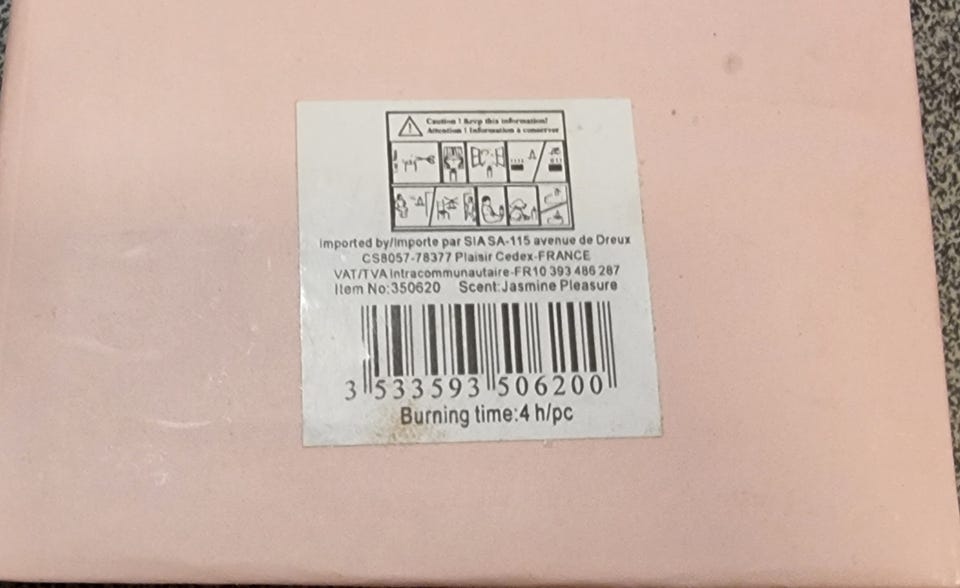 Caution ! Keep this information!
Attention ! Information à conserver
Imported by/Importe par SIA SA-115 avenue de Dreux
CS8057-78377 Plaisir Cedex-FRANCE
VAT/TVA Intracommunautaire-FR10 393 486 287
Item No:350620 Scent:Jasmine Pleasure
3 533593 506200
Burning time:4 h/pc